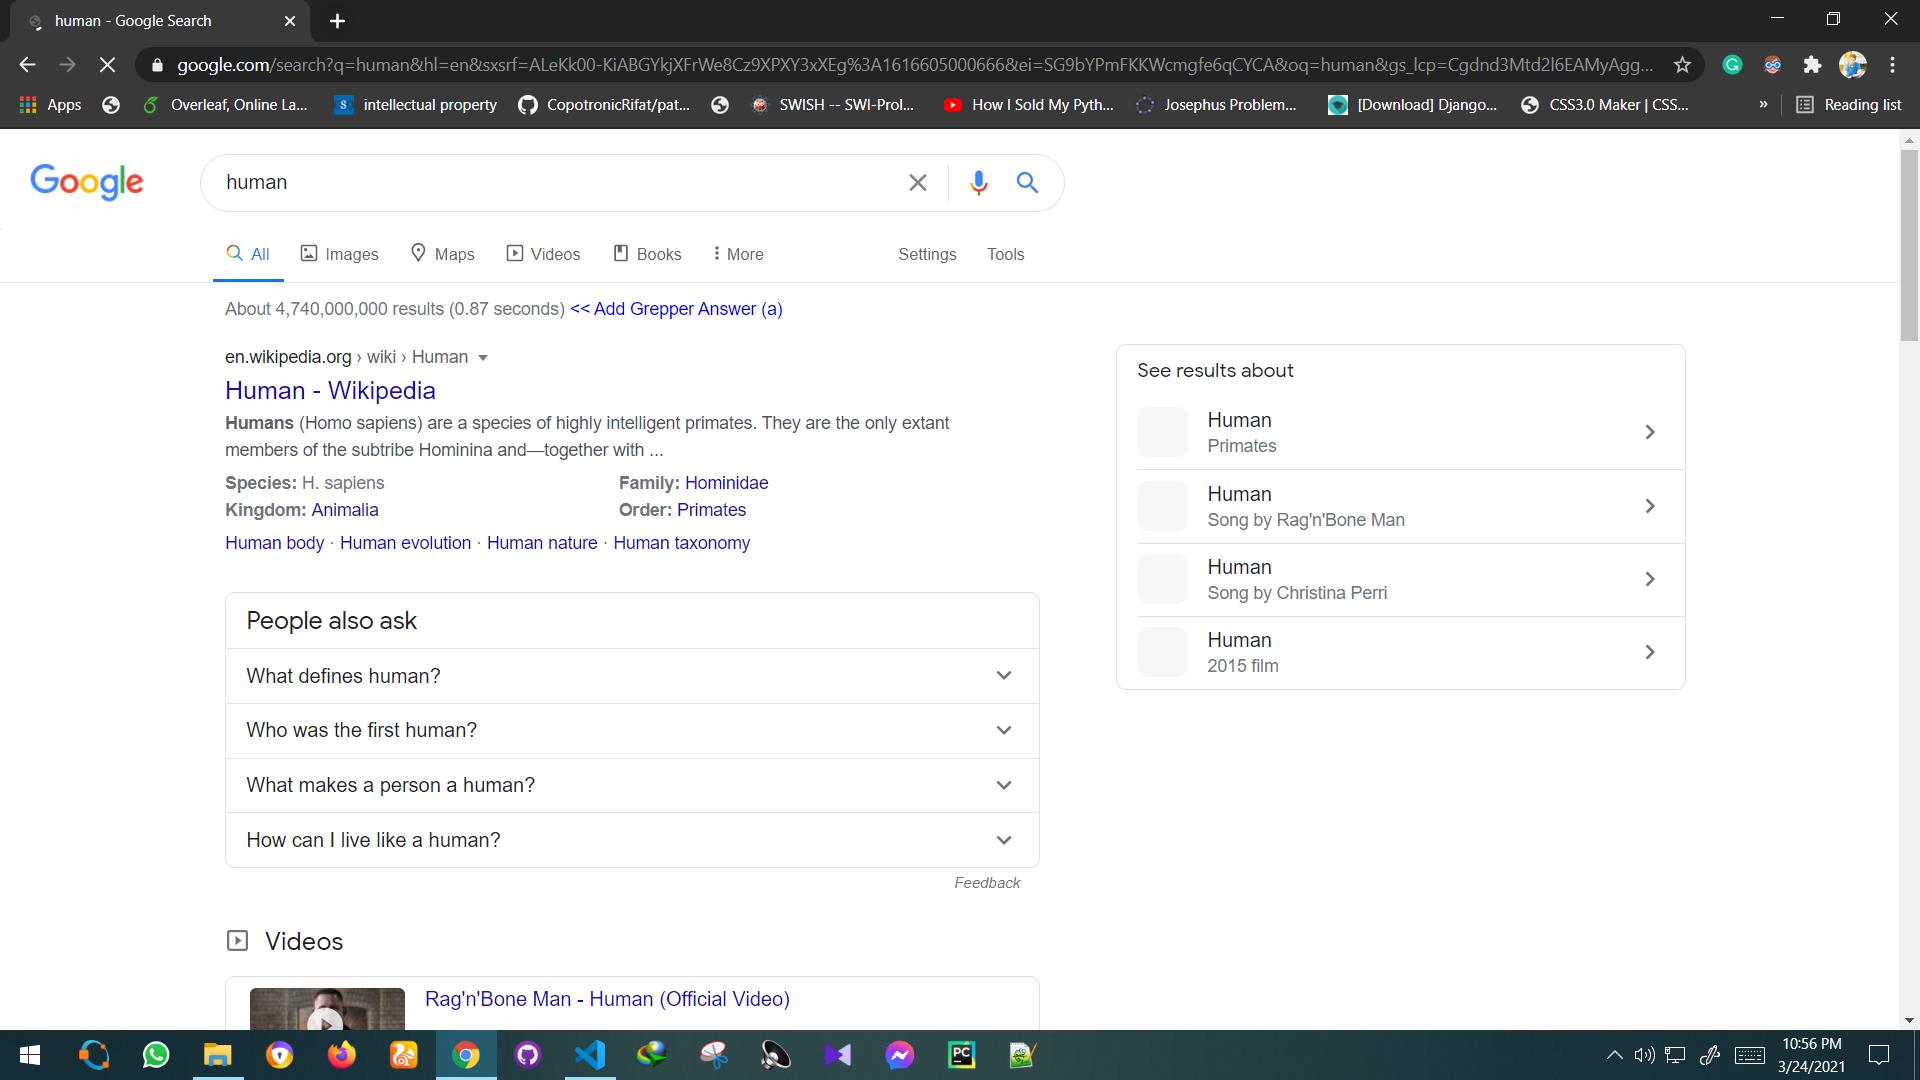 human - Google Search
google.com/search?q=human&hl=en&sxsrf=ALeKk00-KiABGYkjXFrWe8Cz9XPXY3xXEg%3A1616605000666&ei=SG9bYPmFKKWcmgfe6qCYCA&oq=human&gs_lcp=Cgdnd3Mtd2l6EAMyAgg...
Apps Overleaf, Online La... intellectual property CopotronicRifat/pat... SWISH -- SWI-Prol... How I Sold My Pyth... Josephus Problem... [Download] Django... CSS3.0 Maker | CSS... » Reading list
Google human
All Images Maps Videos Books More Settings Tools
About 4,740,000,000 results (0.87 seconds) << Add Grepper Answer (a)
en.wikipedia.org › wiki › Human
Human - Wikipedia
Humans (Homo sapiens) are a species of highly intelligent primates. They are the only extant
members of the subtribe Hominina and—together with ...
Species: H. sapiens Family: Hominidae
Kingdom: Animalia Order: Primates
Human body · Human evolution · Human nature · Human taxonomy
People also ask
What defines human?
Who was the first human?
What makes a person a human?
How can I live like a human?
Feedback
Videos
Rag'n'Bone Man - Human (Official Video)
See results about
Human
Primates
Human
Song by Rag'n'Bone Man
Human
Song by Christina Perri
Human
2015 film
PC
10:56 PM
3/24/2021